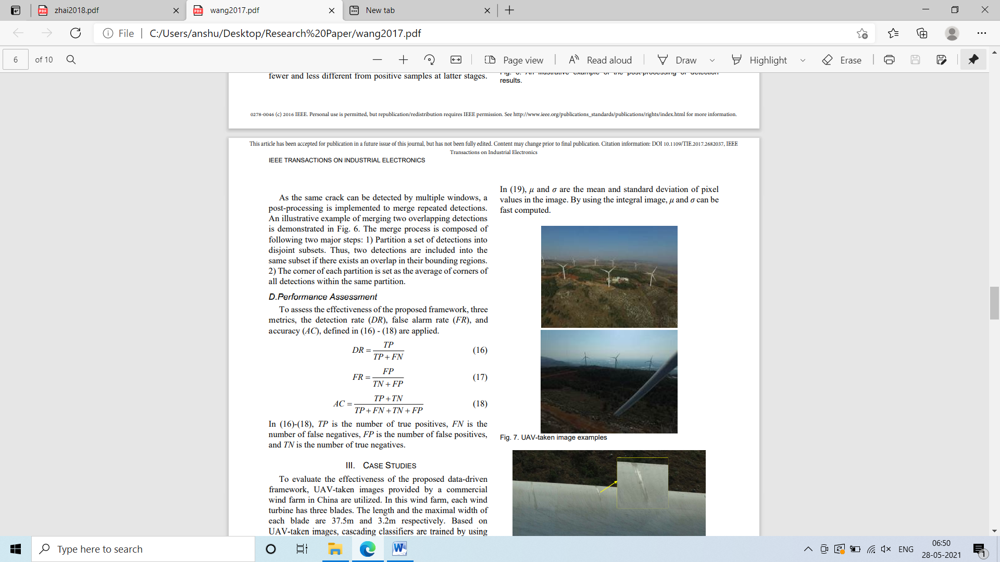 zhai2018.pdf
wang2017.pdf
New tab
File
C:/Users/anshu/Desktop/Research%20Paper/wang2017.pdf
6 of 10
Page view
Read aloud
Draw
Highlight
Erase
fewer and less different from positive samples at latter stages.
Fig. 6. An illustrative example of the post-processing of detection
results.
0278-0046 (c) 2016 IEEE. Personal use is permitted, but republication/redistribution requires IEEE permission. See http://www.ieee.org/publications_standards/publications/rights/index.html for more information.
This article has been accepted for publication in a future issue of this journal, but has not been fully edited. Content may change prior to final publication. Citation information: DOI 10.1109/TIE.2017.2682037, IEEE
Transactions on Industrial Electronics
IEEE TRANSACTIONS ON INDUSTRIAL ELECTRONICS
As the same crack can be detected by multiple windows, a
post-processing is implemented to merge repeated detections.
An illustrative example of merging two overlapping detections
is demonstrated in Fig. 6. The merge process is composed of
following two major steps: 1) Partition a set of detections into
disjoint subsets. Thus, two detections are included into the
same subset if there exists an overlap in their bounding regions.
2) The corner of each partition is set as the average of corners of
all detections within the same partition.
D.Performance Assessment
To assess the effectiveness of the proposed framework, three
metrics, the detection rate (DR), false alarm rate (FR), and
accuracy (AC), defined in (16) - (18) are applied.
DR = TP / TP + FN (16)
FR = FP / TN + FP (17)
AC = TP + TN / TP + FN + TN + FP (18)
In (16)-(18), TP is the number of true positives, FN is the
number of false negatives, FP is the number of false positives,
and TN is the number of true negatives.
III. CASE STUDIES
To evaluate the effectiveness of the proposed data-driven
framework, UAV-taken images provided by a commercial
wind farm in China are utilized. In this wind farm, each wind
turbine has three blades. The length and the maximal width of
each blade are 37.5m and 3.2m respectively. Based on
UAV-taken images, cascading classifiers are trained by using
In (19), μ and σ are the mean and standard deviation of pixel
values in the image. By using the integral image, μ and σ can be
fast computed.
Fig. 7. UAV-taken image examples
Type here to search
ENG
06:50
28-05-2021
1